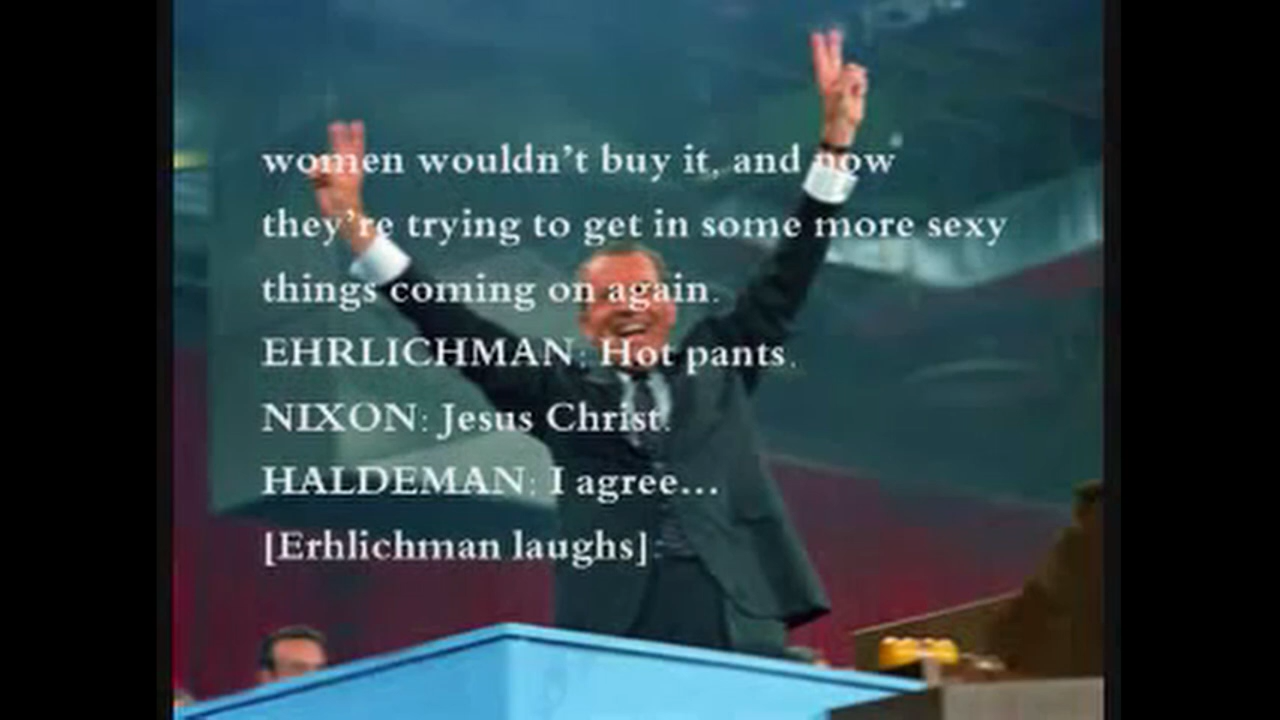 women wouldn't buy it, and now
they're trying to get in some more sexy
things coming on again.
EHRLICHMAN: Hot pants.
NIXON: Jesus Christ.
HALDEMAN: I agree...
[Erhlichman laughs]